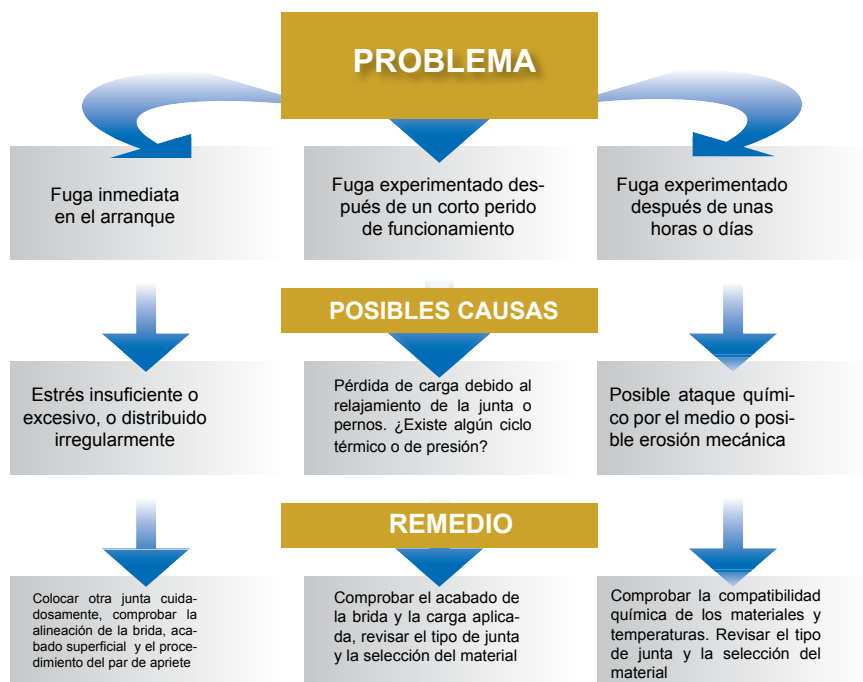 PROBLEMA
Fuga inmediata
en el arranque
Fuga experimentado des-
pués de un corto perido
de funcionamiento
Fuga experimentado
después de unas
horas o días
POSIBLES CAUSAS
Estrés insuficiente o
excesivo, o distribuido
irregularmente
Pérdida de carga debido al
relajamiento de la junta o
pernos. ¿Existe algún ciclo
térmico o de presión?
Posible ataque quími-
co por el medio o posi-
ble erosión mecánica
REMEDIO
Colocar otra junta cuida-
dosamente, comprobar la
alineación de la brida, aca-
bado superficial y el proce-
dimiento del par de apriete
Comprobar el acabado de
la brida y la carga aplica-
da, revisar el tipo de junta
y la selección del material
Comprobar la compatibilidad
química de los materiales y
temperaturas. Revisar el tipo
de junta y la selección del
material